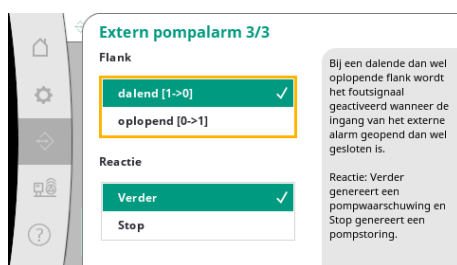 Extern pompalarm 3/3
Flank
dalend [1->0]
oplopend [0->1]
Reactie
Verder
Stop
Bij een dalende dan wel
oplopende flank wordt
het foutsignaal
geactiveerd wanneer de
ingang van het externe
alarm geopend dan wel
gesloten is.
Reactie: Verder
genereert een
pompwaarschuwing en
Stop genereert een
pompstoring.